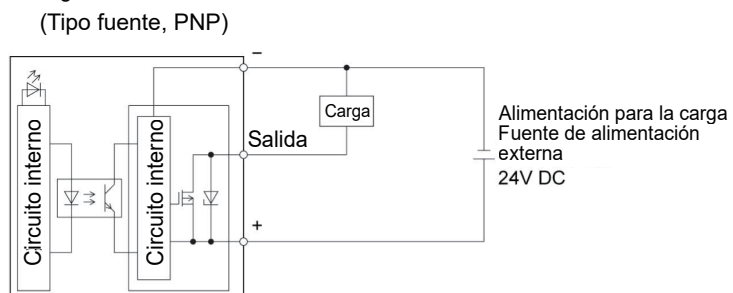 (Tipo fuente, PNP)
−
Carga
Salida
Circuito interno
Circuito interno
+
Alimentación para la carga
Fuente de alimentación
externa
24V DC